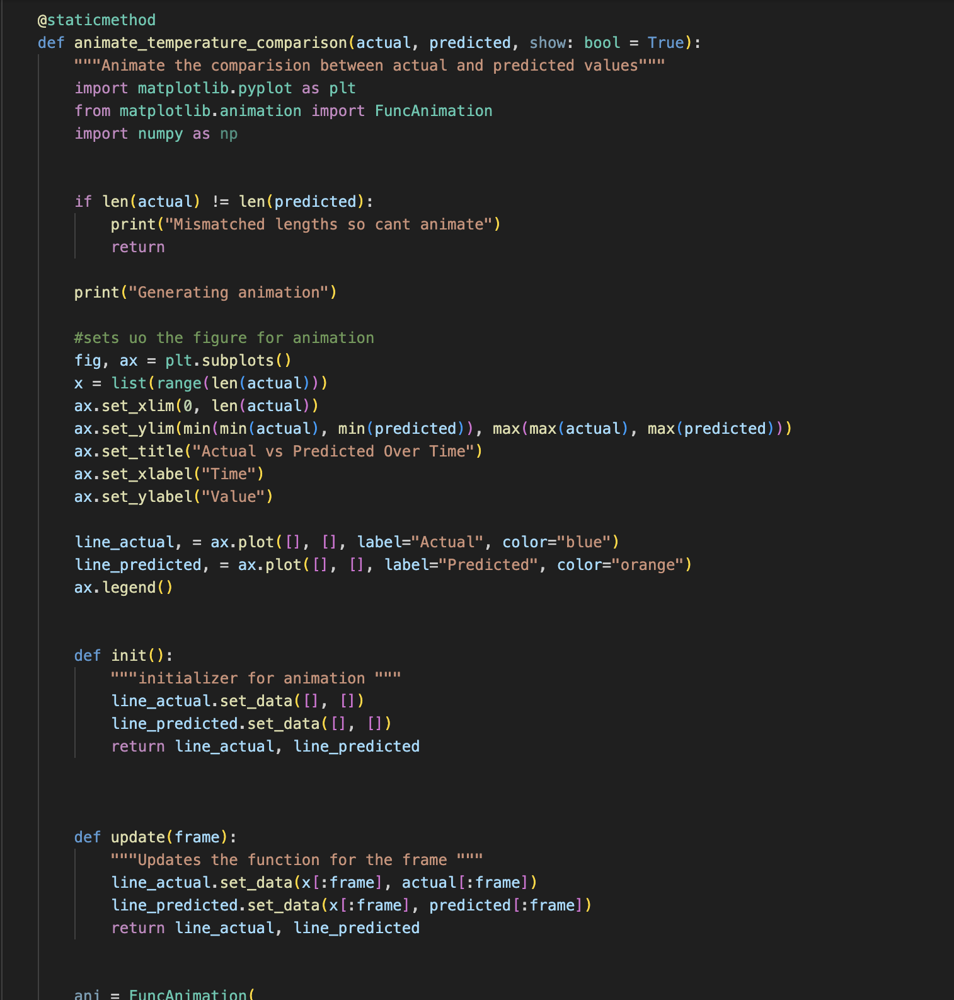 @staticmethod
def animate_temperature_comparison(actual, predicted, show: bool = True):
"""Animate the comparision between actual and predicted values"""
import matplotlib.pyplot as plt
from matplotlib.animation import FuncAnimation
import numpy as np
if len(actual) != len(predicted):
print("Mismatched lengths so cant animate")
return
print("Generating animation")
#sets uo the figure for animation
fig, ax = plt.subplots()
x = list(range(len(actual)))
ax.set_xlim(0, len(actual))
ax.set_ylim(min(min(actual), min(predicted)), max(max(actual), max(predicted)))
ax.set_title("Actual vs Predicted Over Time")
ax.set_xlabel("Time")
ax.set_ylabel("Value")
line_actual, = ax.plot([], [], label="Actual", color="blue")
line_predicted, = ax.plot([], [], label="Predicted", color="orange")
ax.legend()
def init():
"""initializer for animation """
line_actual.set_data([], [])
line_predicted.set_data([], [])
return line_actual, line_predicted
def update(frame):
"""Updates the function for the frame """
line_actual.set_data(x[:frame], actual[:frame])
line_predicted.set_data(x[:frame], predicted[:frame])
return line_actual, line_predicted
ani = FuncAnimation(